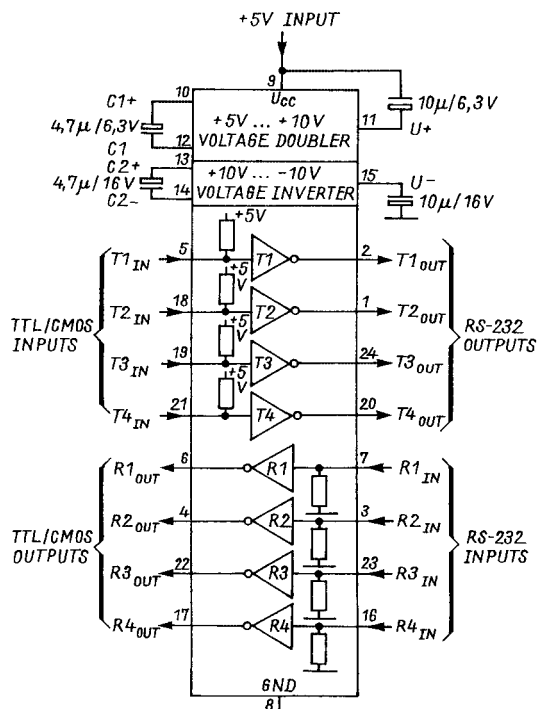 +5V INPUT
9
UCC
10
C1+
4,7µ/6,3V
C1
12
+5V ... +10V
VOLTAGE DOUBLER
11
10µ/6,3V
U+
13
C2+
4,7µ/16V
14
C2-
+10V ... -10V
VOLTAGE INVERTER
15
U-
10µ/16V
+5V
T1IN 5 T1 2 T1OUT
+5
V
T2IN 18 T2 1 T2OUT
+5
V
T3IN 19 T3 24 T3OUT
+5
V
T4IN 21 T4 20 T4OUT
TTL/CMOS
INPUTS
RS-232
OUTPUTS
R1OUT 6 R1 7 R1IN
R2OUT 4 R2 3 R2IN
R3OUT 22 R3 23 R3IN
R4OUT 17 R4 16 R4IN
TTL/CMOS
OUTPUTS
RS-232
INPUTS
GND
8